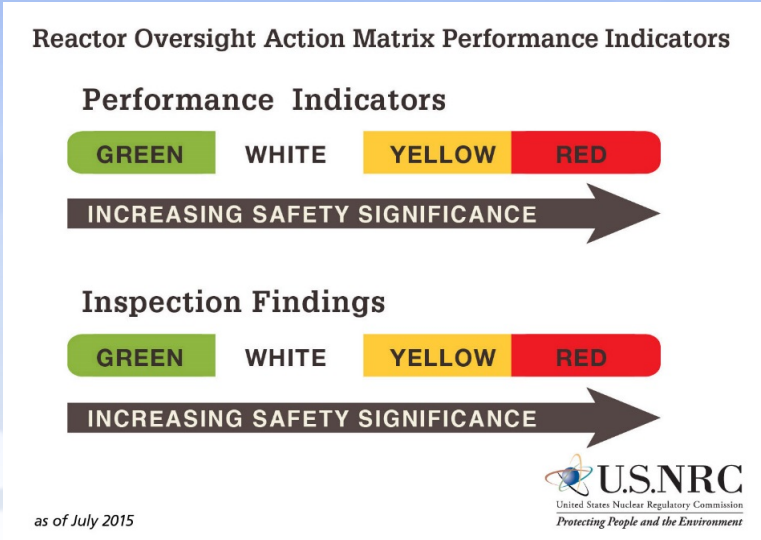 Reactor Oversight Action Matrix Performance Indicators
Performance Indicators
GREEN WHITE YELLOW RED
INCREASING SAFETY SIGNIFICANCE
Inspection Findings
GREEN WHITE YELLOW RED
INCREASING SAFETY SIGNIFICANCE
U.S.NRC
United States Nuclear Regulatory Commission
Protecting People and the Environment
as of July 2015